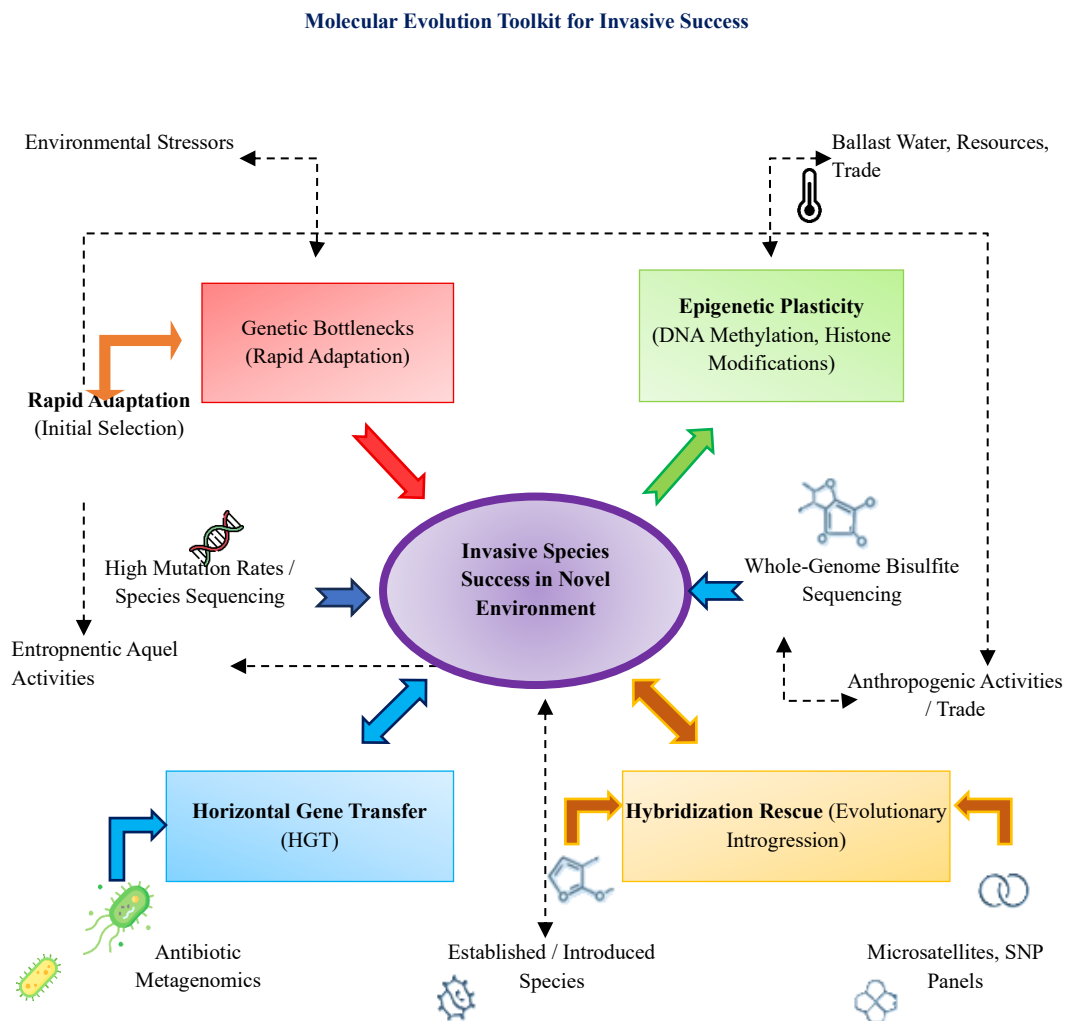 Molecular Evolution Toolkit for Invasive Success
Environmental Stressors
Ballast Water, Resources,
Trade
Genetic Bottlenecks
(Rapid Adaptation)
Epigenetic Plasticity
(DNA Methylation, Histone
Modifications)
Rapid Adaptation
(Initial Selection)
Invasive Species
Success in Novel
Environment
High Mutation Rates /
Species Sequencing
Whole-Genome Bisulfite
Sequencing
Entropnentic Aquel
Activities
Anthropogenic Activities
/ Trade
Horizontal Gene Transfer
(HGT)
Hybridization Rescue (Evolutionary
Introgression)
Antibiotic
Metagenomics
Established / Introduced
Species
Microsatellites, SNP
Panels